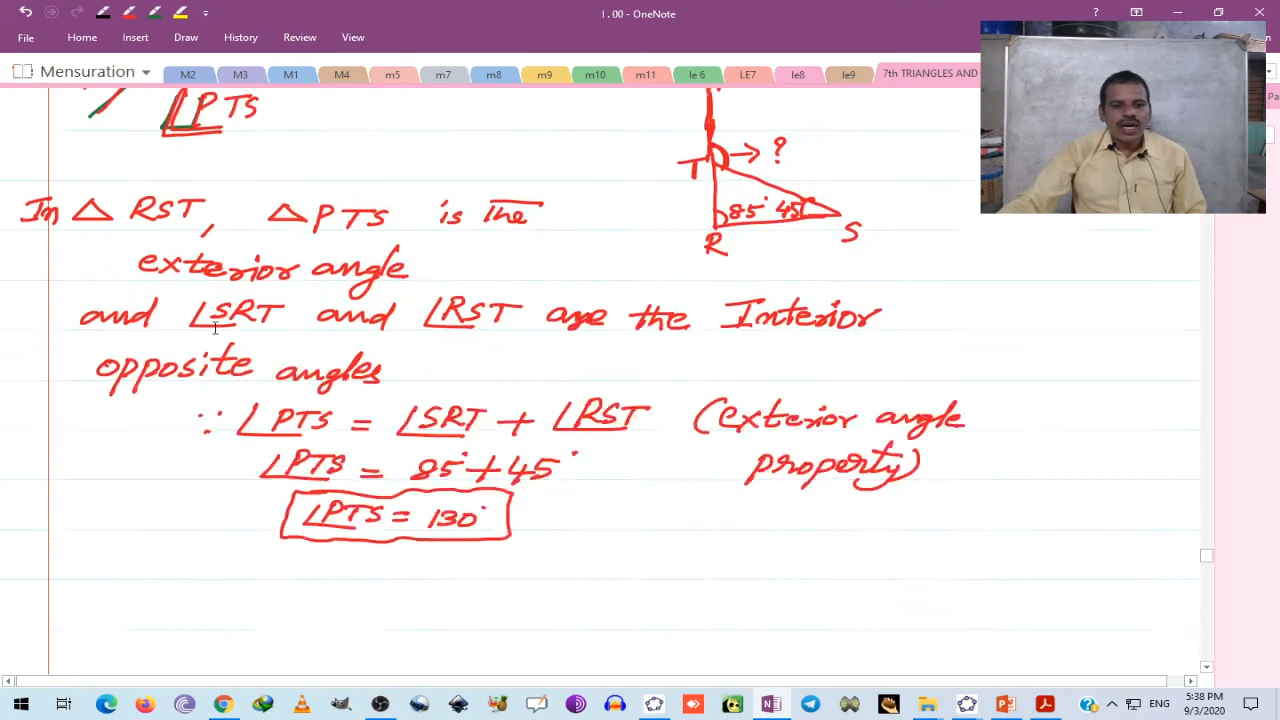 1.00 - OneNote
File Home Insert Draw History Review View
Mensuration M2 M3 M1 M4 m5 m7 m8 m9 m10 m11 le 6 LE7 le8 le9 7th TRIANGLES AND
∠PTS
T → ?
85° 45°
R S
In △ RST, △PTS is the
exterior angle
and ∠SRT and ∠RST are the Interior
opposite angles
∵ ∠PTS = ∠SRT + ∠RST (exterior angle
property)
∠PTS = 85°+45°
∠PTS = 130°
5:38 PM
ENG
9/3/2020